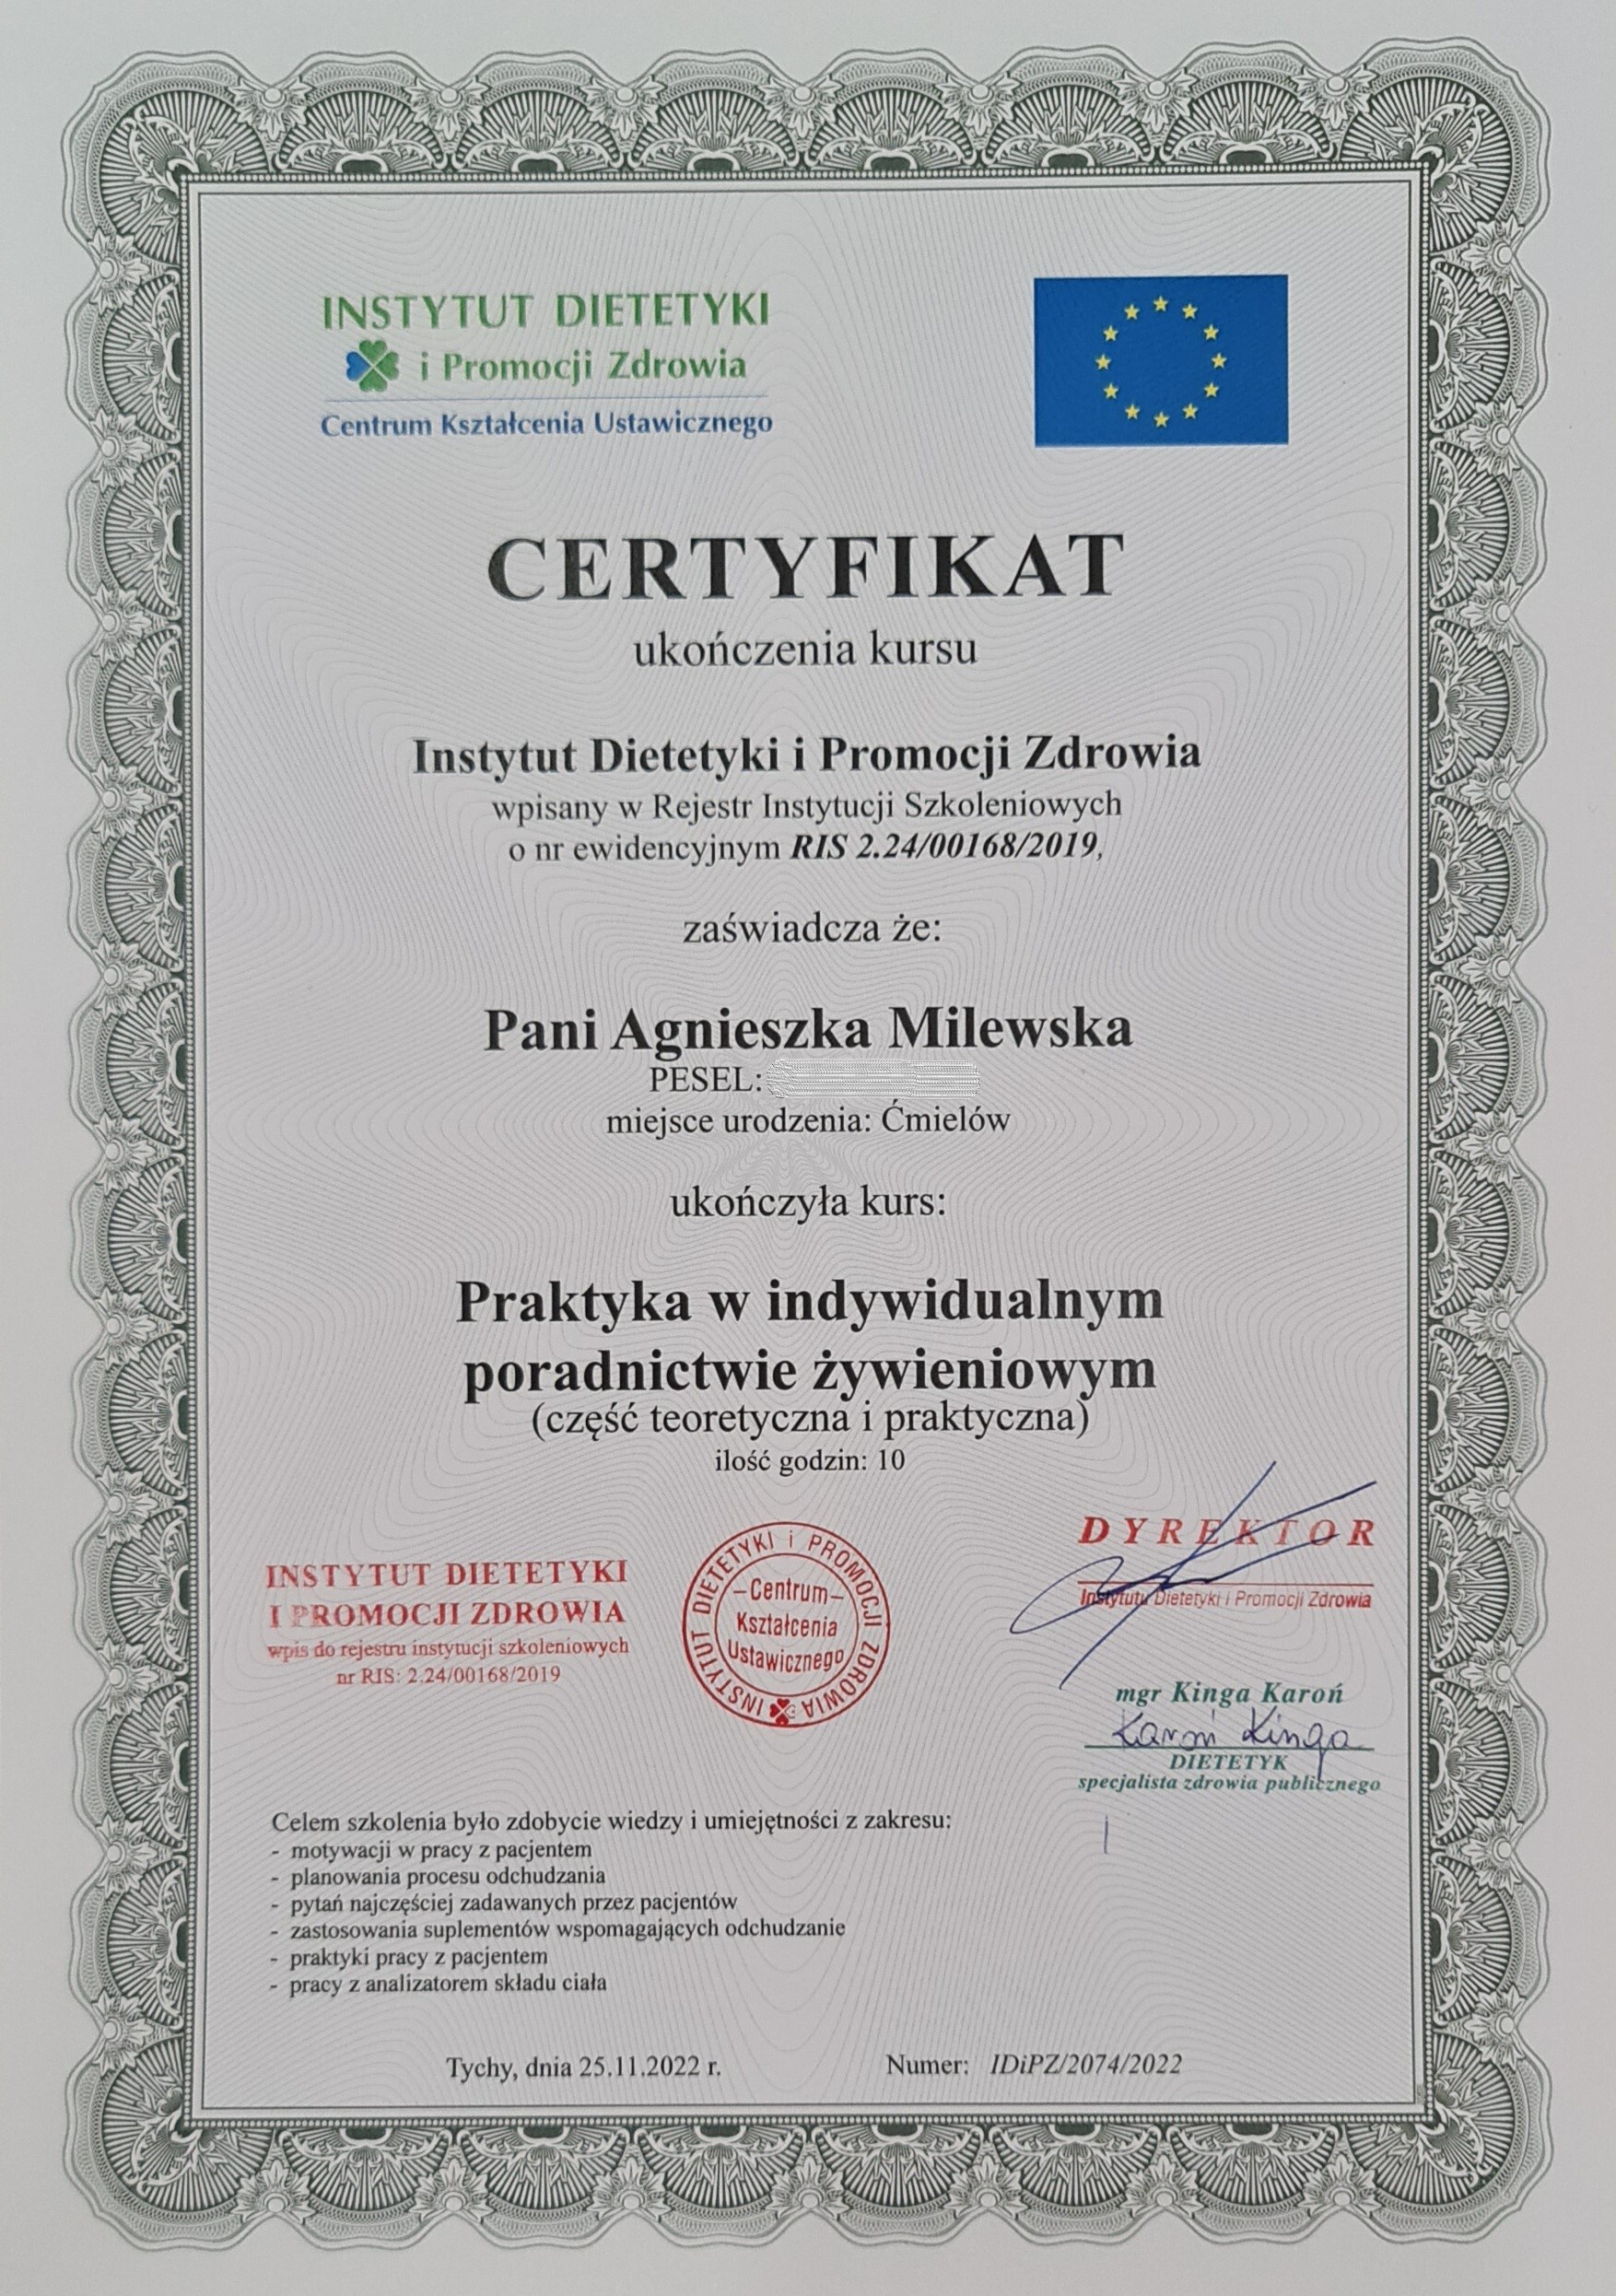 INSTYTUT DIETETYKI
i Promocji Zdrowia
Centrum Kształcenia Ustawicznego
CERTYFIKAT
ukończenia kursu
Instytut Dietetyki i Promocji Zdrowia
wpisany w Rejestr Instytucji Szkoleniowych
o nr ewidencyjnym RIS 2.24/00168/2019,
zaświadcza że:
Pani Agnieszka Milewska
PESEL:
miejsce urodzenia: Ćmielów
ukończyła kurs:
Praktyka w indywidualnym
poradnictwie żywieniowym
(część teoretyczna i praktyczna)
ilość godzin: 10
INSTYTUT DIETETYKI
I PROMOCJI ZDROWIA
wpis do rejestru instytucji szkoleniowych
nr RIS: 2.24/00168/2019
INSTYTUT DIETETYKI i PROMOCJI ZDROWIA
-Centrum-
Kształcenia
Ustawicznego
DYREKTOR
Instytutu Dietetyki i Promocji Zdrowia
mgr Kinga Karoń
Karoń Kinga
DIETETYK
specjalista zdrowia publicznego
Celem szkolenia było zdobycie wiedzy i umiejętności z zakresu:
- motywacji w pracy z pacjentem
- planowania procesu odchudzania
- pytań najczęściej zadawanych przez pacjentów
- zastosowania suplementów wspomagających odchudzanie
- praktyki pracy z pacjentem
- pracy z analizatorem składu ciała
Tychy, dnia 25.11.2022 r.
Numer: IDiPZ/2074/2022